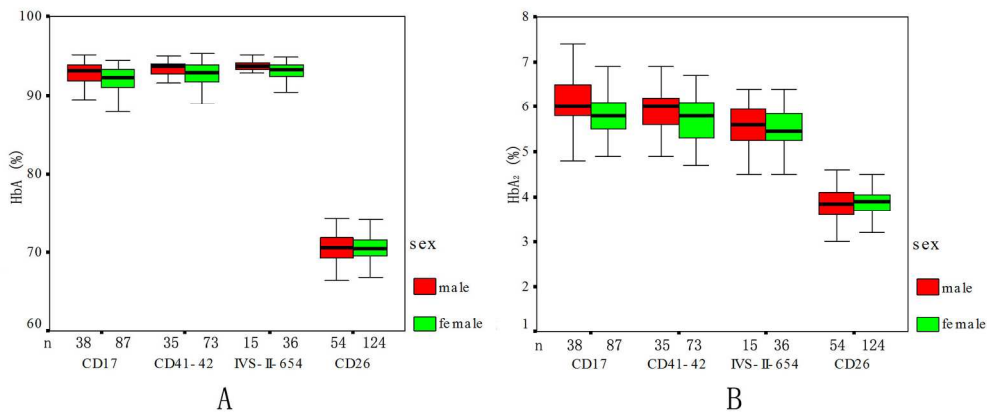 100
90
80
70
60
HbA (%)
n 38 87 35 73 15 36 54 124
CD17 CD41-42 IVS-II-654 CD26
sex
male
female
A
8
7
6
5
4
3
2
1
HbA₂ (%)
n 38 87 35 73 15 36 54 124
CD17 CD41-42 IVS-II-654 CD26
sex
male
female
B